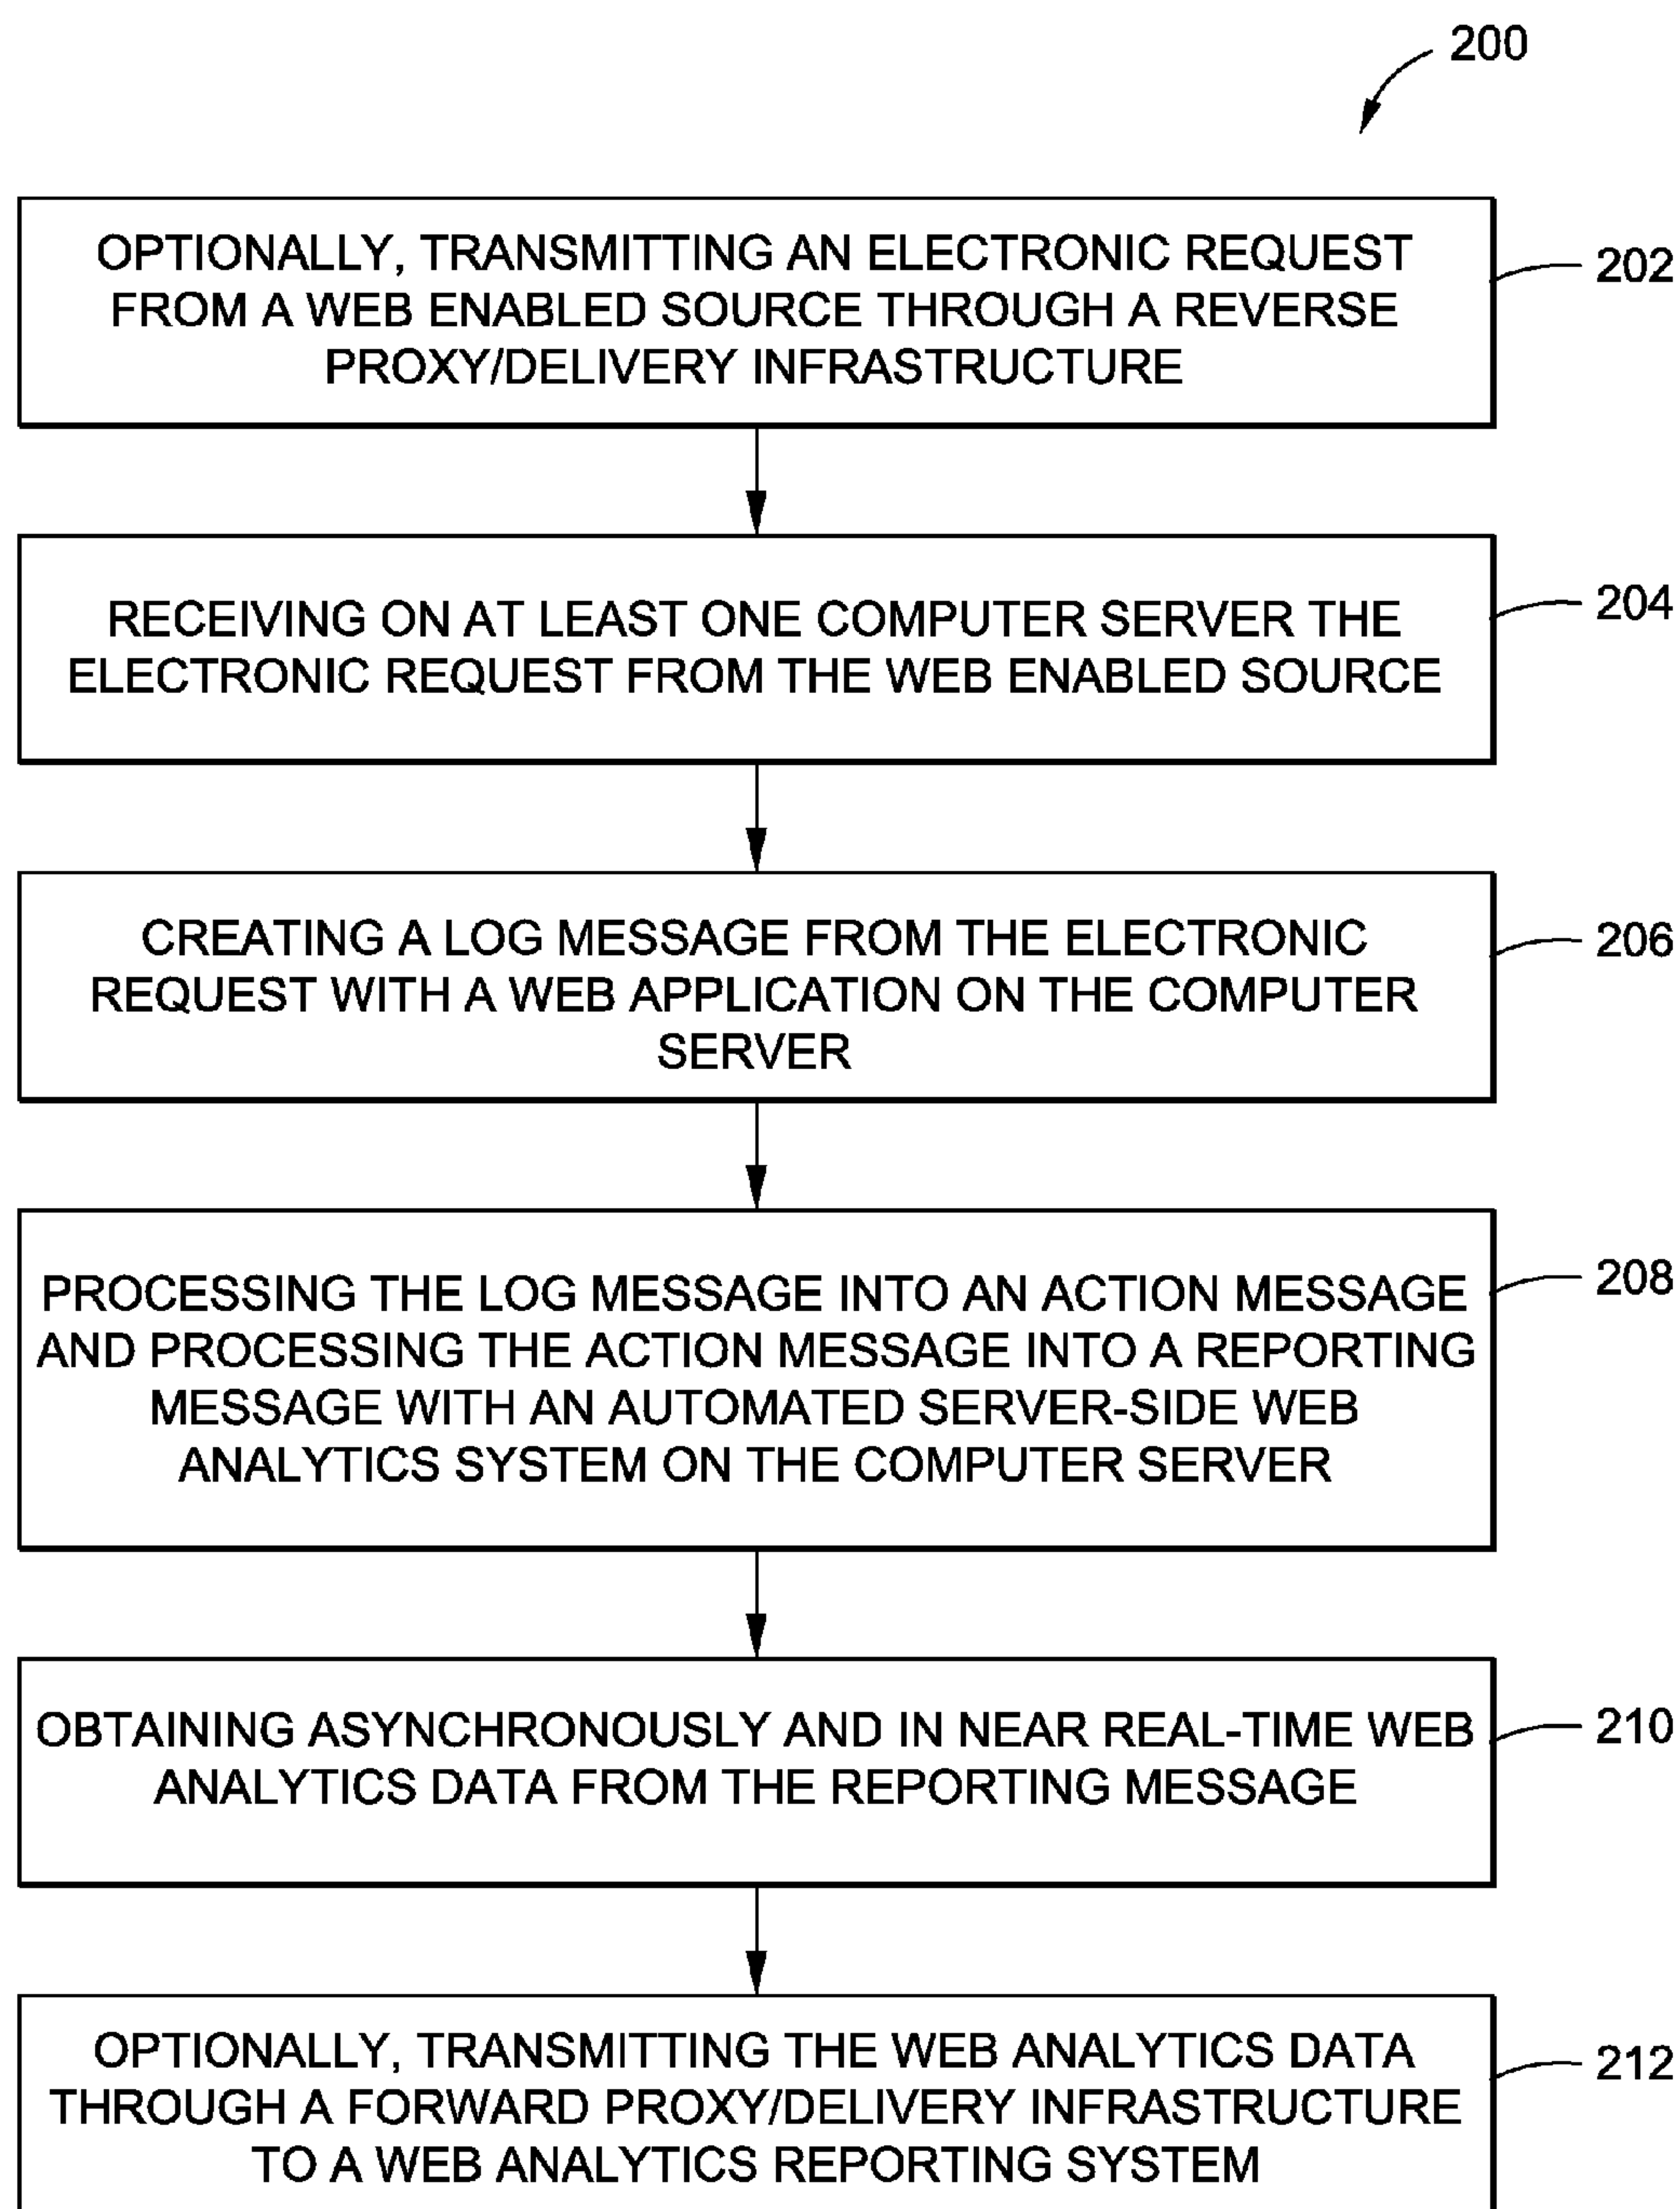 200
OPTIONALLY, TRANSMITTING AN ELECTRONIC REQUEST
FROM A WEB ENABLED SOURCE THROUGH A REVERSE
PROXY/DELIVERY INFRASTRUCTURE
202
RECEIVING ON AT LEAST ONE COMPUTER SERVER THE
ELECTRONIC REQUEST FROM THE WEB ENABLED SOURCE
204
CREATING A LOG MESSAGE FROM THE ELECTRONIC
REQUEST WITH A WEB APPLICATION ON THE COMPUTER
SERVER
206
PROCESSING THE LOG MESSAGE INTO AN ACTION MESSAGE
AND PROCESSING THE ACTION MESSAGE INTO A REPORTING
MESSAGE WITH AN AUTOMATED SERVER-SIDE WEB
ANALYTICS SYSTEM ON THE COMPUTER SERVER
208
OBTAINING ASYNCHRONOUSLY AND IN NEAR REAL-TIME WEB
ANALYTICS DATA FROM THE REPORTING MESSAGE
210
OPTIONALLY, TRANSMITTING THE WEB ANALYTICS DATA
THROUGH A FORWARD PROXY/DELIVERY INFRASTRUCTURE
TO A WEB ANALYTICS REPORTING SYSTEM
212